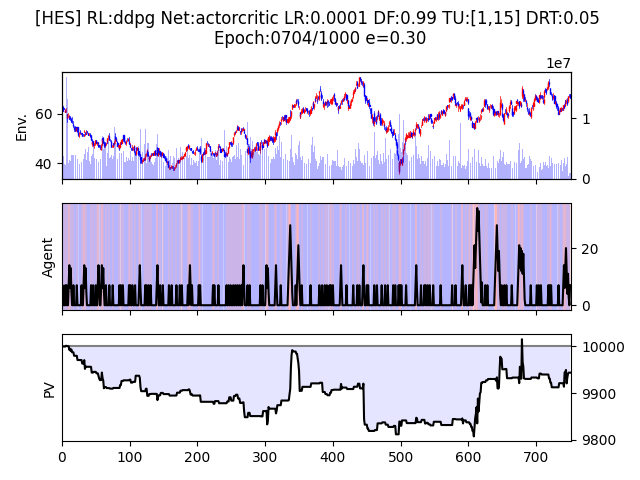 [HES] RL:ddpg Net:actorcritic LR:0.0001 DF:0.99 TU:[1,15] DRT:0.05
Epoch:0704/1000 e=0.30
1e7
Env.
60
40
1
0
Agent
20
0
PV
10000
9900
9800
0 100 200 300 400 500 600 700